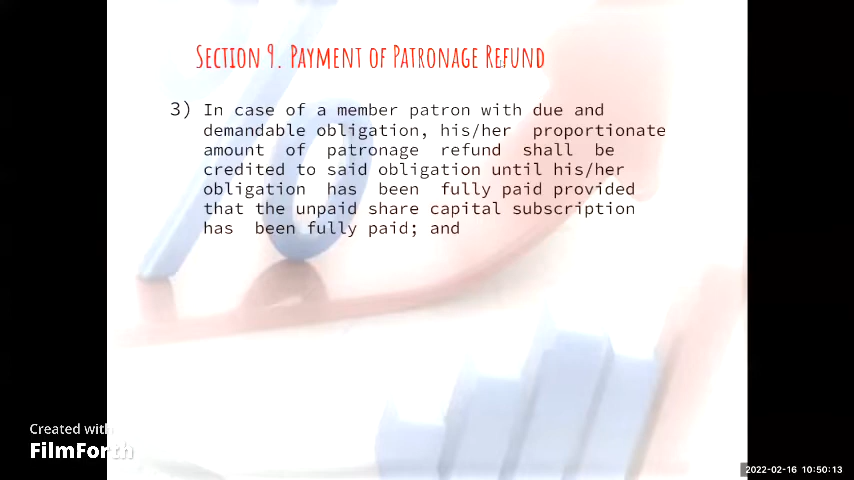 Section 9. Payment of Patronage Refund
3) In case of a member patron with due and
demandable obligation, his/her proportionate
amount of patronage refund shall be
credited to said obligation until his/her
obligation has been fully paid provided
that the unpaid share capital subscription
has been fully paid; and
Created with
FilmForth
2022-02-16 10:50:13